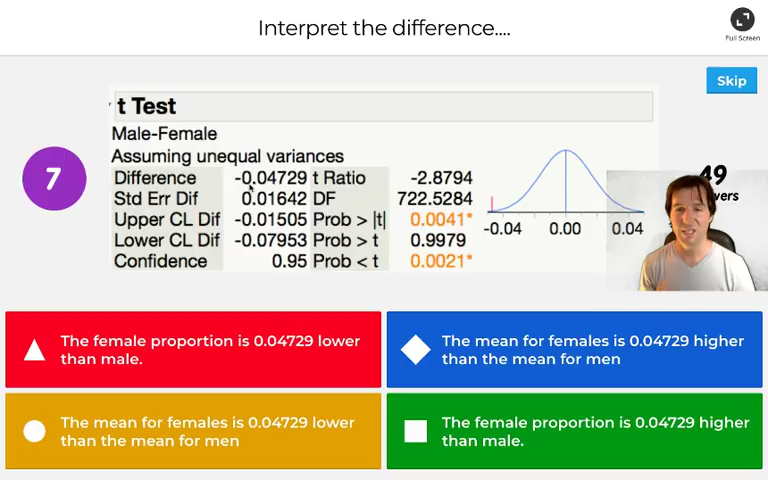 Interpret the difference....
Full Screen
Skip
t Test
Male-Female
Assuming unequal variances
Difference -0.04729 t Ratio -2.8794
Std Err Dif 0.01642 DF 722.5284
Upper CL Dif -0.01505 Prob > |t| 0.0041*
Lower CL Dif -0.07953 Prob > t 0.9979
Confidence 0.95 Prob < t 0.0021*
-0.04 0.00 0.04
7
49
The female proportion is 0.04729 lower
than male.
The mean for females is 0.04729 higher
than the mean for men
The mean for females is 0.04729 lower
than the mean for men
The female proportion is 0.04729 higher
than male.